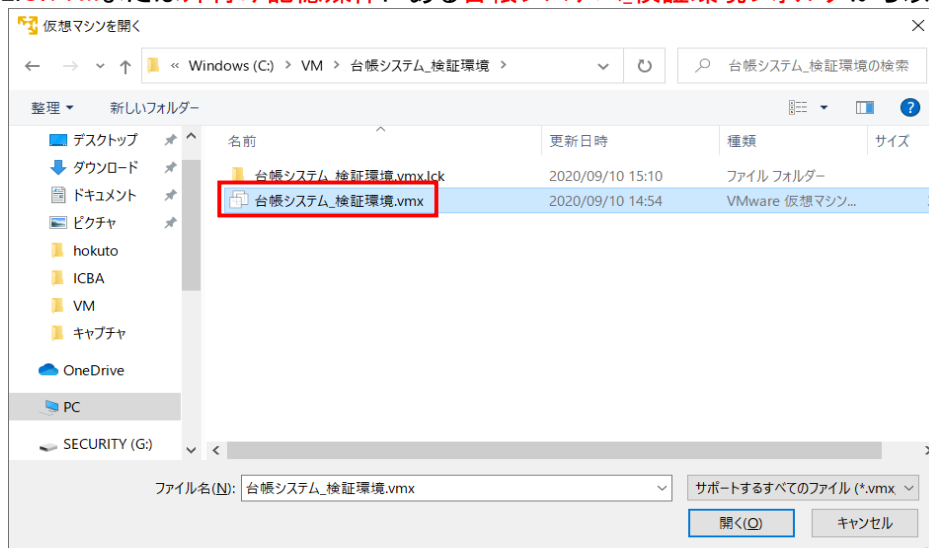 仮想マシンを開く
« Windows (C:) > VM > 台帳システム_検証環境 >
台帳システム_検証環境の検索
整理 新しいフォルダー
名前 更新日時 種類 サイズ
台帳システム_検証環境.vmx.lck 2020/09/10 15:10 ファイル フォルダー
台帳システム_検証環境.vmx 2020/09/10 14:54 VMware 仮想マシン...
デスクトップ
ダウンロード
ドキュメント
ピクチャ
hokuto
ICBA
VM
キャプチャ
OneDrive
PC
SECURITY (G:)
ファイル名(N): 台帳システム_検証環境.vmx
サポートするすべてのファイル (*.vmx,
開く(O) キャンセル